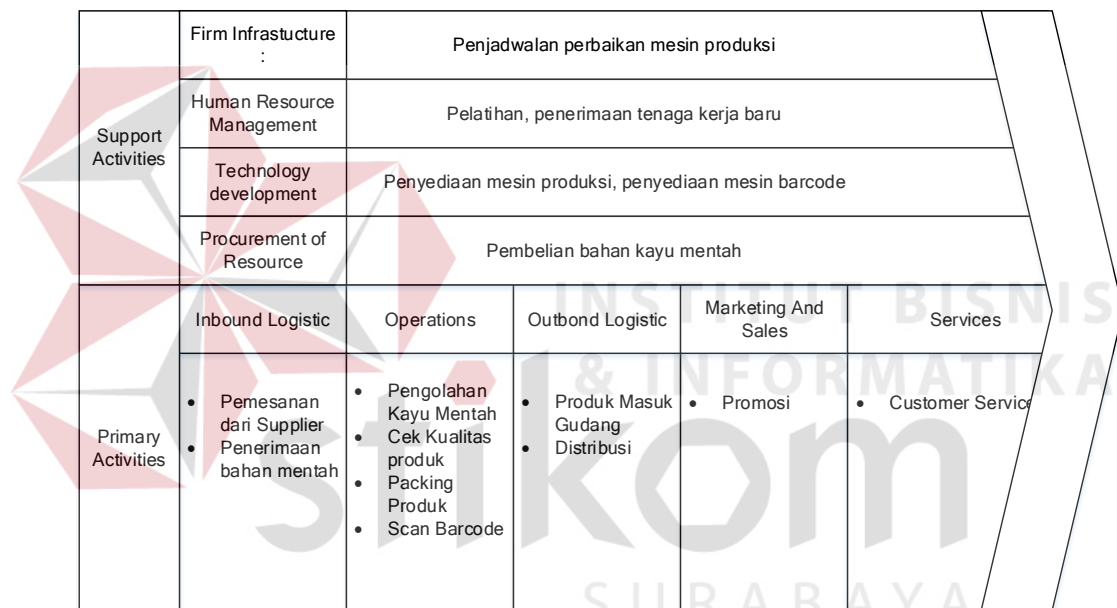 Firm Infrastucture
:
Penjadwalan perbaikan mesin produksi
Support
Activities
Human Resource
Management
Pelatihan, penerimaan tenaga kerja baru
Technology
development
Penyediaan mesin produksi, penyediaan mesin barcode
Procurement of
Resource
Pembelian bahan kayu mentah
Primary
Activities
Inbound Logistic
Operations
Outbond Logistic
Marketing And
Sales
Services
• Pemesanan
dari Supplier
• Penerimaan
bahan mentah
• Pengolahan
Kayu Mentah
• Cek Kualitas
produk
• Packing
Produk
• Scan Barcode
• Produk Masuk
Gudang
• Distribusi
• Promosi
• Customer Service
INSTITUT BISNIS
& INFORMATIKA
stikom
SURABAYA